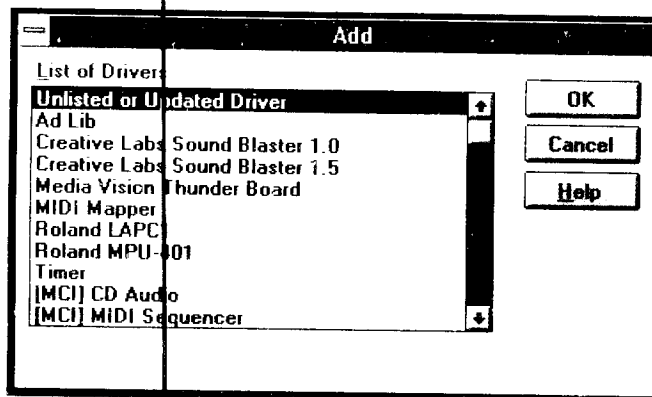 Add
List of Drivers
Unlisted or Updated Driver
Ad Lib
Creative Labs Sound Blaster 1.0
Creative Labs Sound Blaster 1.5
Media Vision Thunder Board
MIDI Mapper
Roland LAPC1
Roland MPU-401
Timer
[MCI] CD Audio
[MCI] MIDI Sequencer
OK
Cancel
Help